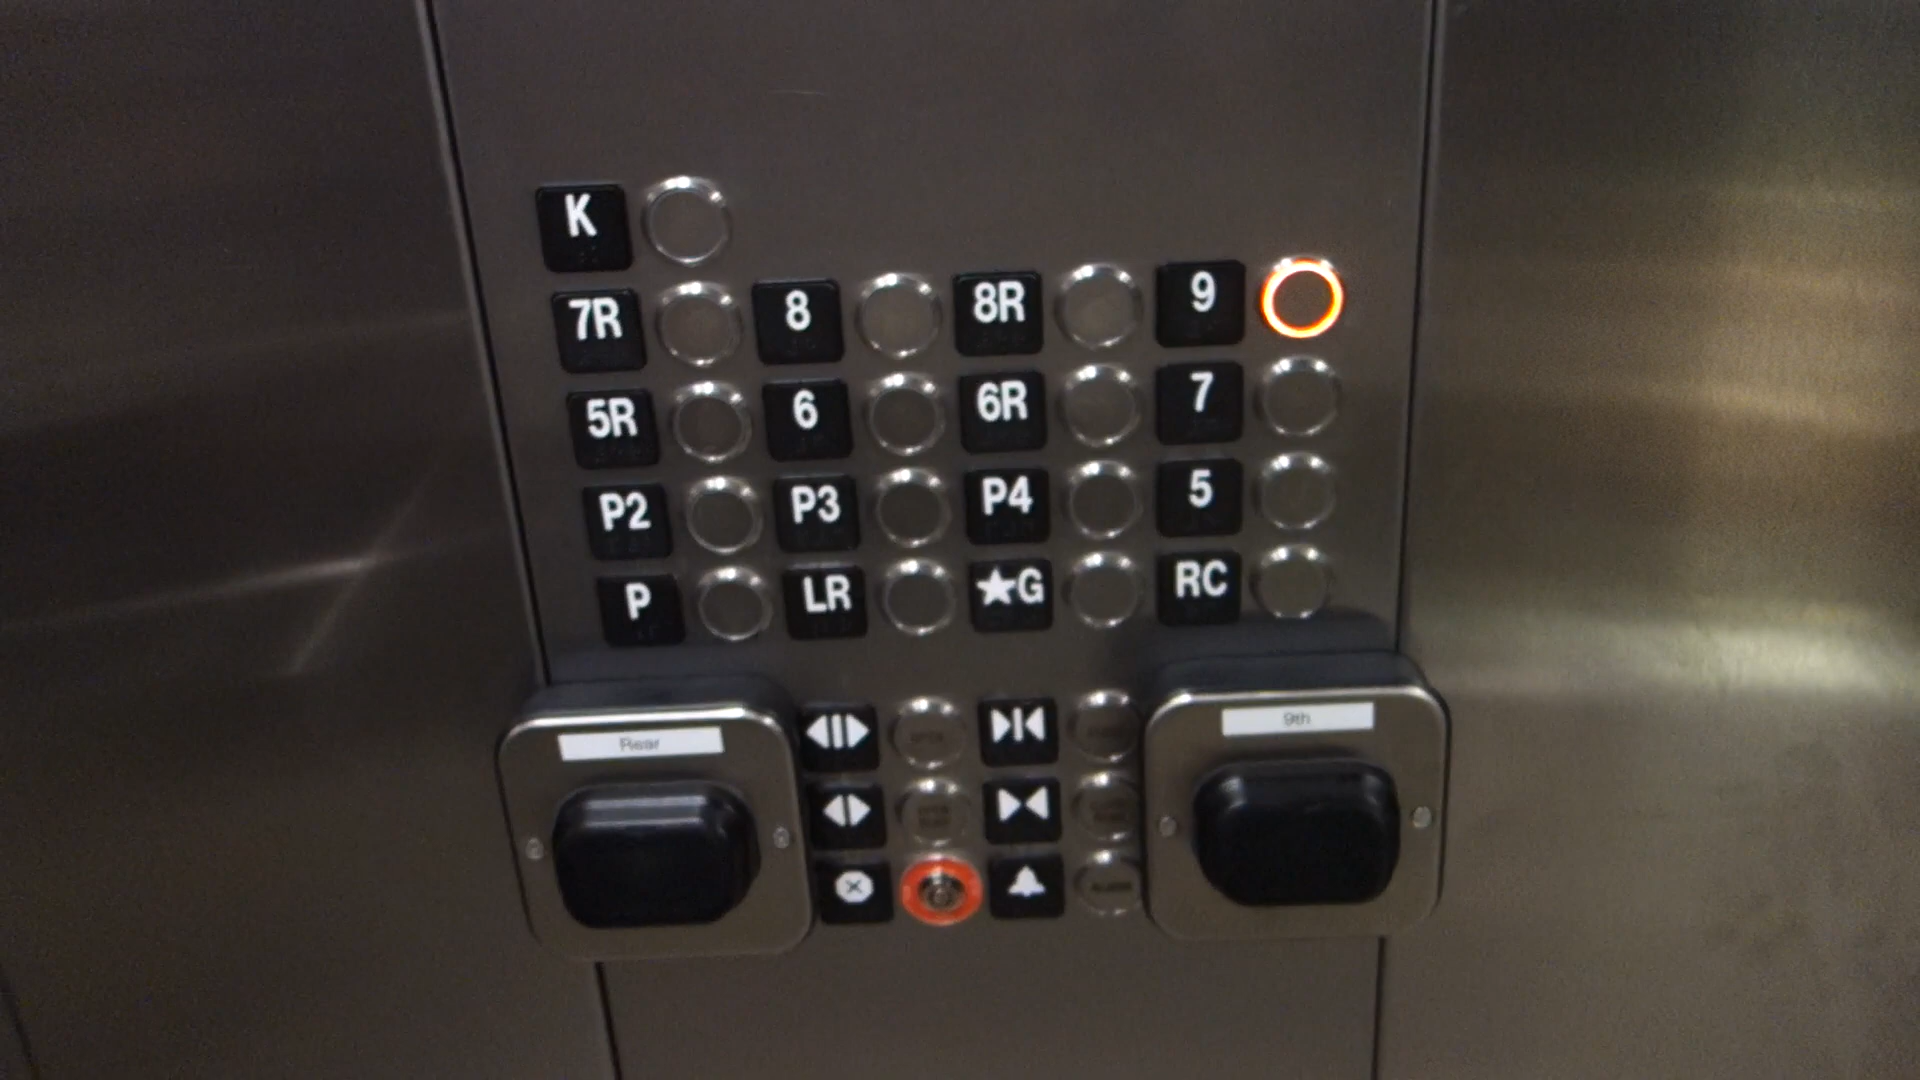 K
7R 8 8R 9
5R 6 6R 7
P2 P3 P4 5
P LR ★G RC
Rear
9th